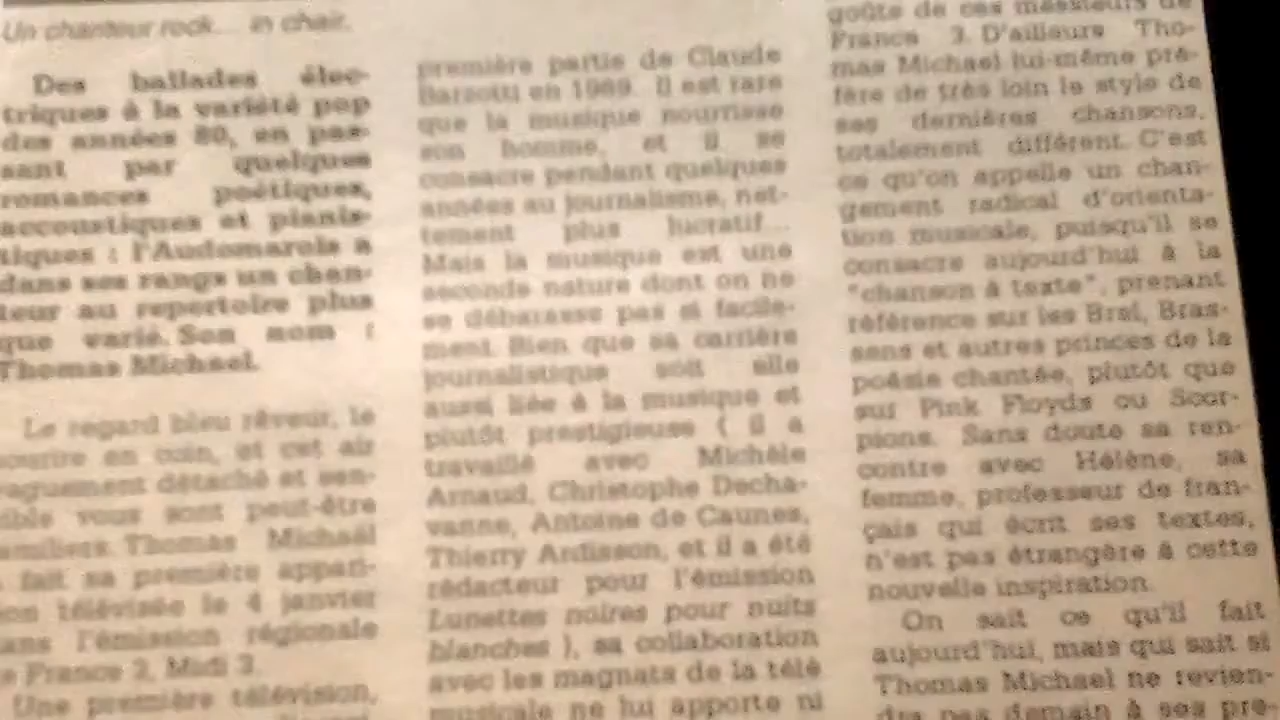 Un chanteur rock... in chair.
Des ballades élec-
triques à la variété pop
des années 80, en pas-
sant par quelques
romances poétiques,
accoustiques et pianis-
tiques : l'Audomarois a
dans ses rangs un chan-
teur au repertoire plus
que varié. Son nom :
Thomas Michael.
Le regard bleu rêveur, le
sourire en coin, et cet air
vaguement détaché et sen-
sible vous sont peut-être
familiers. Thomas Michaël
a fait sa première appari-
ion télévisée le 4 janvier
ans l'émission régionale
e France 3, Midi 3.
Une première télévision,
première partie de Claude
Barzotti en 1989. Il est rare
que la musique nourrisse
son homme, et il se
consacre pendant quelques
années au journalisme, net-
tement plus lucratif...
Mais la musique est une
seconde nature dont on ne
se débarasse pas si facile-
ment. Bien que sa carrière
journalistique soit elle
aussi liée à la musique et
plutôt prestigieuse ( il a
travaillé avec Michèle
Arnaud, Christophe Decha-
vanne, Antoine de Caunes,
Thierry Ardisson, et il a été
rédacteur pour l'émission
Lunettes noires pour nuits
blanches ), sa collaboration
avec les magnats de la télé
musicale ne lui apporte ni
goûte de ces messieurs de
France 3. D'ailleurs Tho-
mas Michael lui-même pré-
fère de très loin le style de
ses dernières chansons,
totalement différent. C'est
ce qu'on appelle un chan-
gement radical d'orienta-
tion musicale, puisqu'il se
consacre aujourd'hui à la
"chanson à texte", prenant
référence sur les Brel, Bras-
sens et autres princes de la
poésie chantée, plutôt que
sur Pink Floyds ou Scor-
pions. Sans doute sa ren-
contre avec Hélène, sa
femme, professeur de fran-
çais qui écrit ses textes,
n'est pas étrangère à cette
nouvelle inspiration.
On sait ce qu'il fait
aujourd'hui, mais qui sait si
Thomas Michael ne revien-
dra pas demain à ses pre-